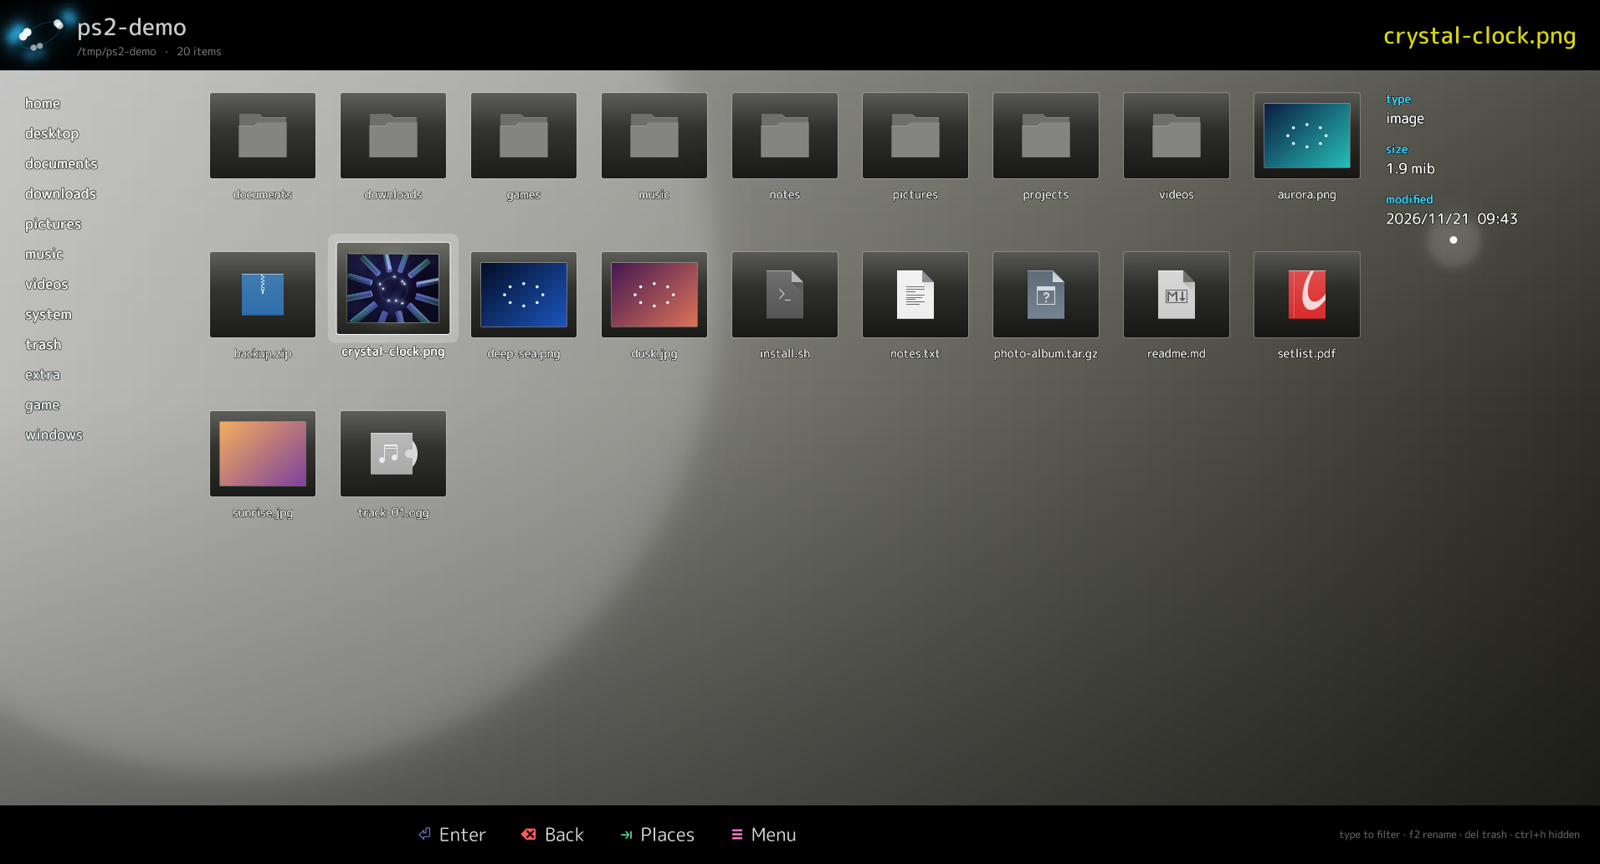 ps2-demo
/tmp/ps2-demo · 20 items
crystal-clock.png
home
desktop
documents
downloads
pictures
music
videos
system
trash
extra
game
windows
documents
downloads
games
music
notes
pictures
projects
videos
aurora.png
backup.zip
crystal-clock.png
deep-sea.png
dusk.jpg
>_
install.sh
notes.txt
?
photo-album.tar.gz
M↓
readme.md
setlist.pdf
sunrise.jpg
track-01.ogg
type
image
size
1.9 mib
modified
2026/11/21 09:43
Enter
Back
Places
Menu
type to filter · f2 rename · del trash · ctrl+h hidden